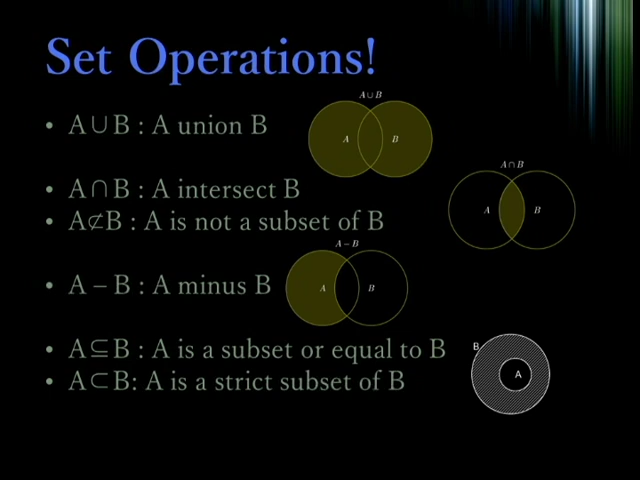 Set Operations!
A∪B
• A∪B : A union B
A B
A∩B
• A∩B : A intersect B
A B
• A⊄B : A is not a subset of B
A – B
• A – B : A minus B
A B
• A⊆B : A is a subset or equal to B
B
A
• A⊂B: A is a strict subset of B